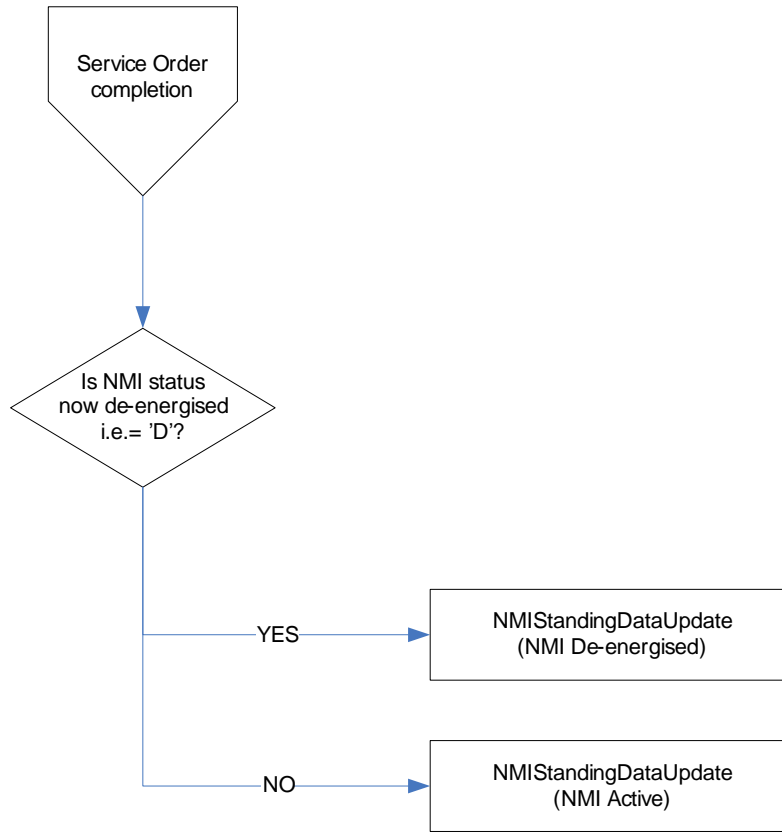 Service Order
completion
Is NMI status
now de-energised
i.e.= 'D'?
YES
NMIStandingDataUpdate
(NMI De-energised)
NO
NMIStandingDataUpdate
(NMI Active)